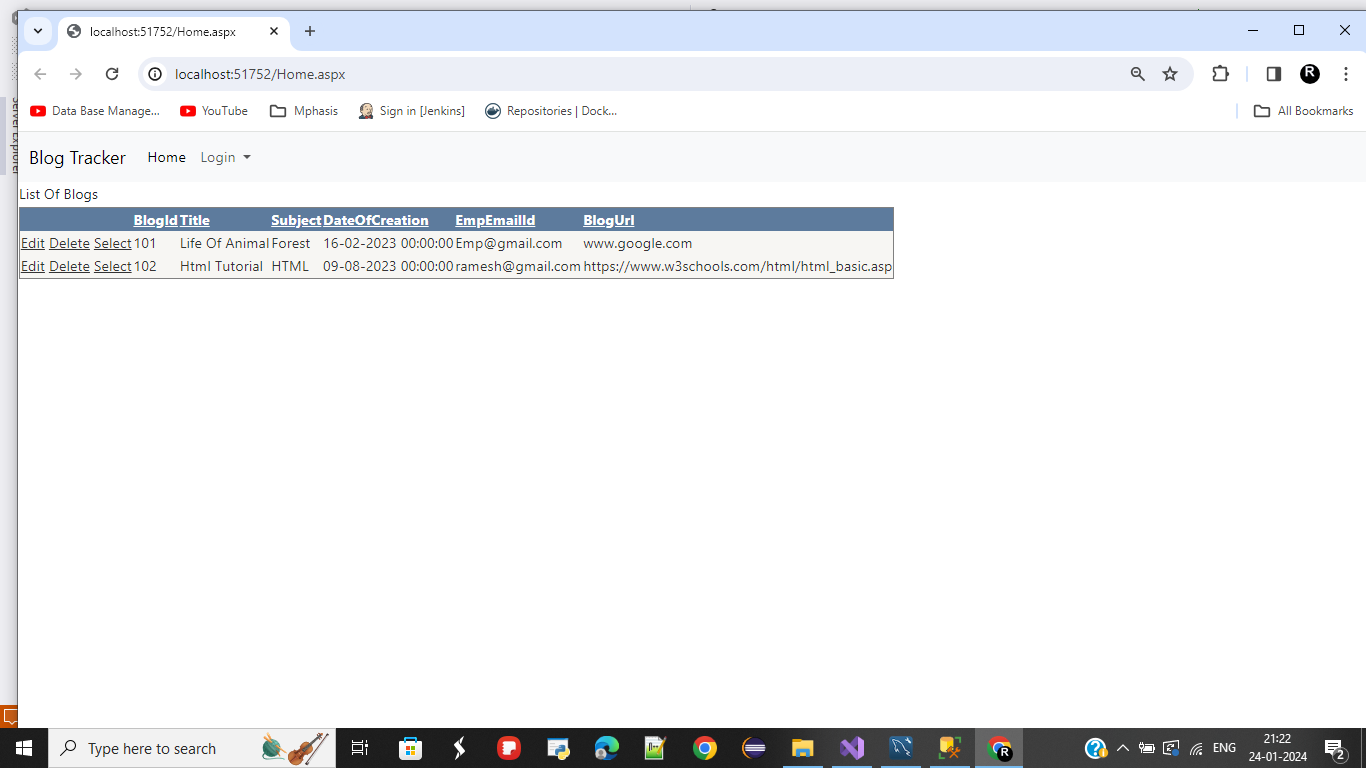 localhost:51752/Home.aspx
localhost:51752/Home.aspx
R
Data Base Manage...
YouTube
Mphasis
Sign in [Jenkins]
Repositories | Dock...
All Bookmarks
Server Explorer
Blog Tracker
Home
Login
List Of Blogs
BlogId Title Subject DateOfCreation EmpEmailId BlogUrl
Edit Delete Select 101 Life Of Animal Forest 16-02-2023 00:00:00 Emp@gmail.com www.google.com
Edit Delete Select 102 Html Tutorial HTML 09-08-2023 00:00:00 ramesh@gmail.com https://www.w3schools.com/html/html_basic.asp
Type here to search
R
ENG
21:22
24-01-2024
2